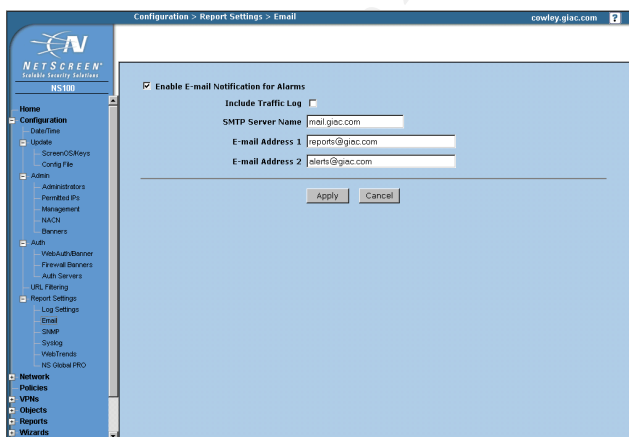 Configuration > Report Settings > Email
cowley.giac.com ?
N
NETSCREEN
Scalable Security Solutions
NS100
Home
Configuration
Date/Time
Update
ScreenOS/Keys
Config File
Admin
Administrators
Permitted IPs
Management
NACN
Banners
Auth
WebAuth/Banner
Firewall Banners
Auth Servers
URL Filtering
Report Settings
Log Settings
Email
SNMP
Syslog
WebTrends
NS Global PRO
Network
Policies
VPNs
Objects
Reports
Wizards
Enable E-mail Notification for Alarms
Include Traffic Log
SMTP Server Name mail.giac.com
E-mail Address 1 reports@giac.com
E-mail Address 2 alerts@giac.com
Apply Cancel